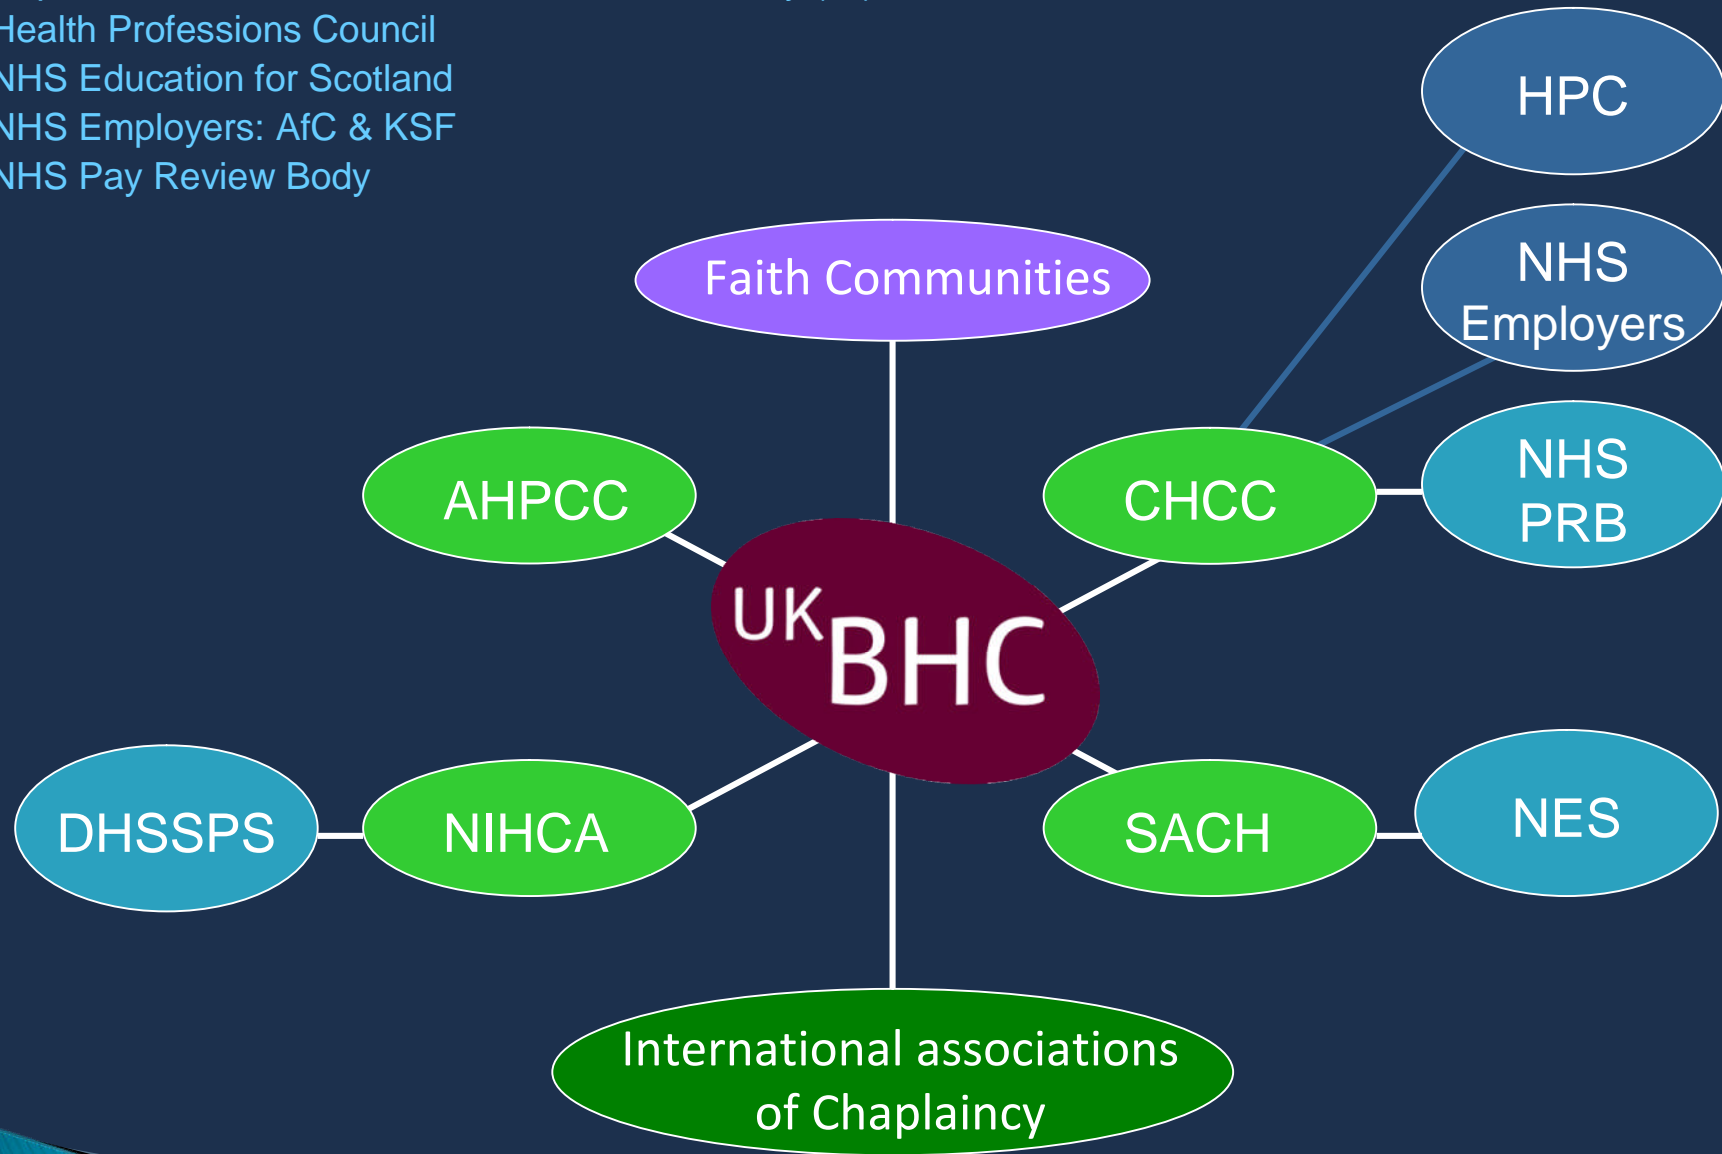 Health Professions Council
NHS Education for Scotland
NHS Employers: AfC & KSF
NHS Pay Review Body
HPC
NHS
Employers
Faith Communities
AHPCC
CHCC
NHS
PRB
UK BHC
DHSSPS
NIHCA
SACH
NES
International associations
of Chaplaincy